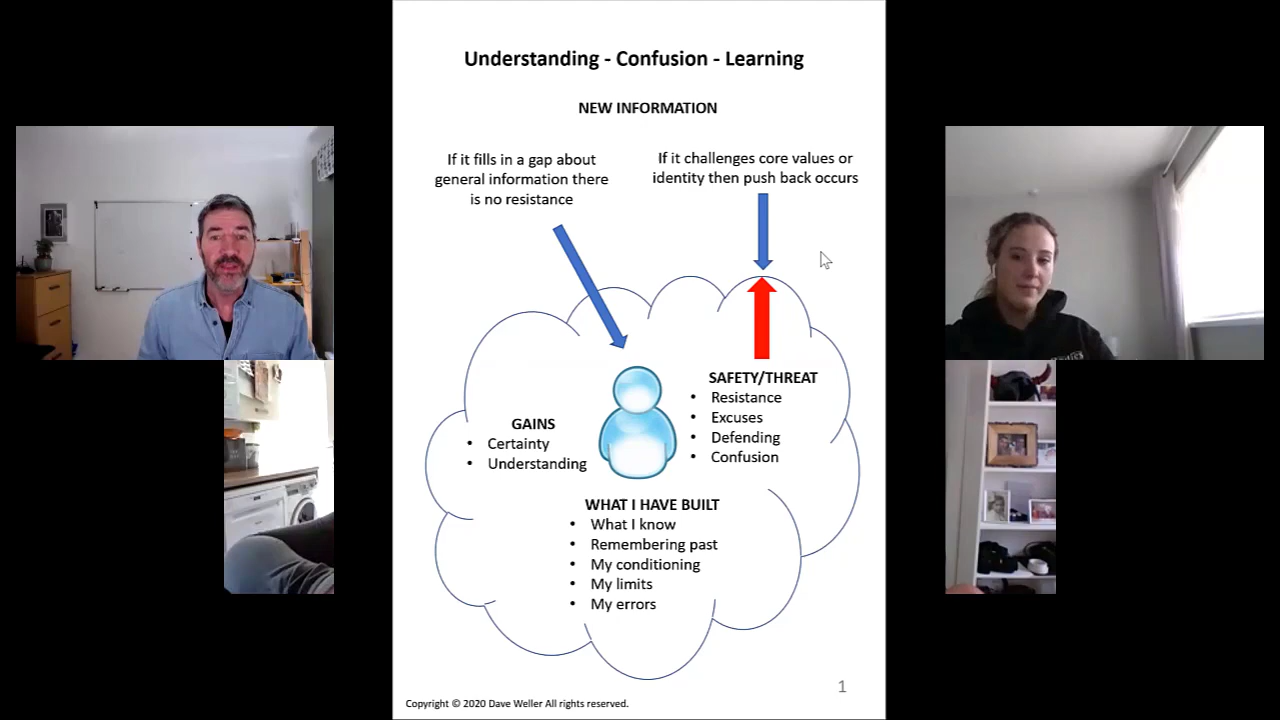 Understanding - Confusion - Learning
NEW INFORMATION
If it fills in a gap about
general information there
is no resistance
If it challenges core values or
identity then push back occurs
SAFETY/THREAT
• Resistance
• Excuses
• Defending
• Confusion
GAINS
• Certainty
• Understanding
WHAT I HAVE BUILT
• What I know
• Remembering past
• My conditioning
• My limits
• My errors
1
Copyright © 2020 Dave Weller All rights reserved.